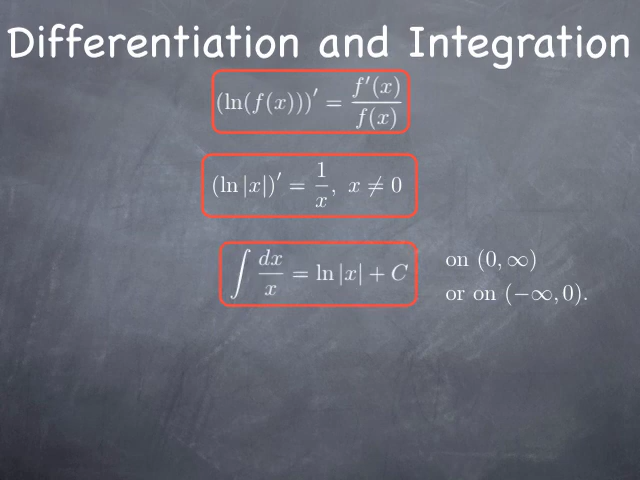 Differentiation and Integration
(ln(f(x)))′ = f′(x)/f(x)
(ln |x|)′ = 1/x, x ≠ 0
∫ dx/x = ln |x| + C
on (0, ∞)
or on (−∞, 0).